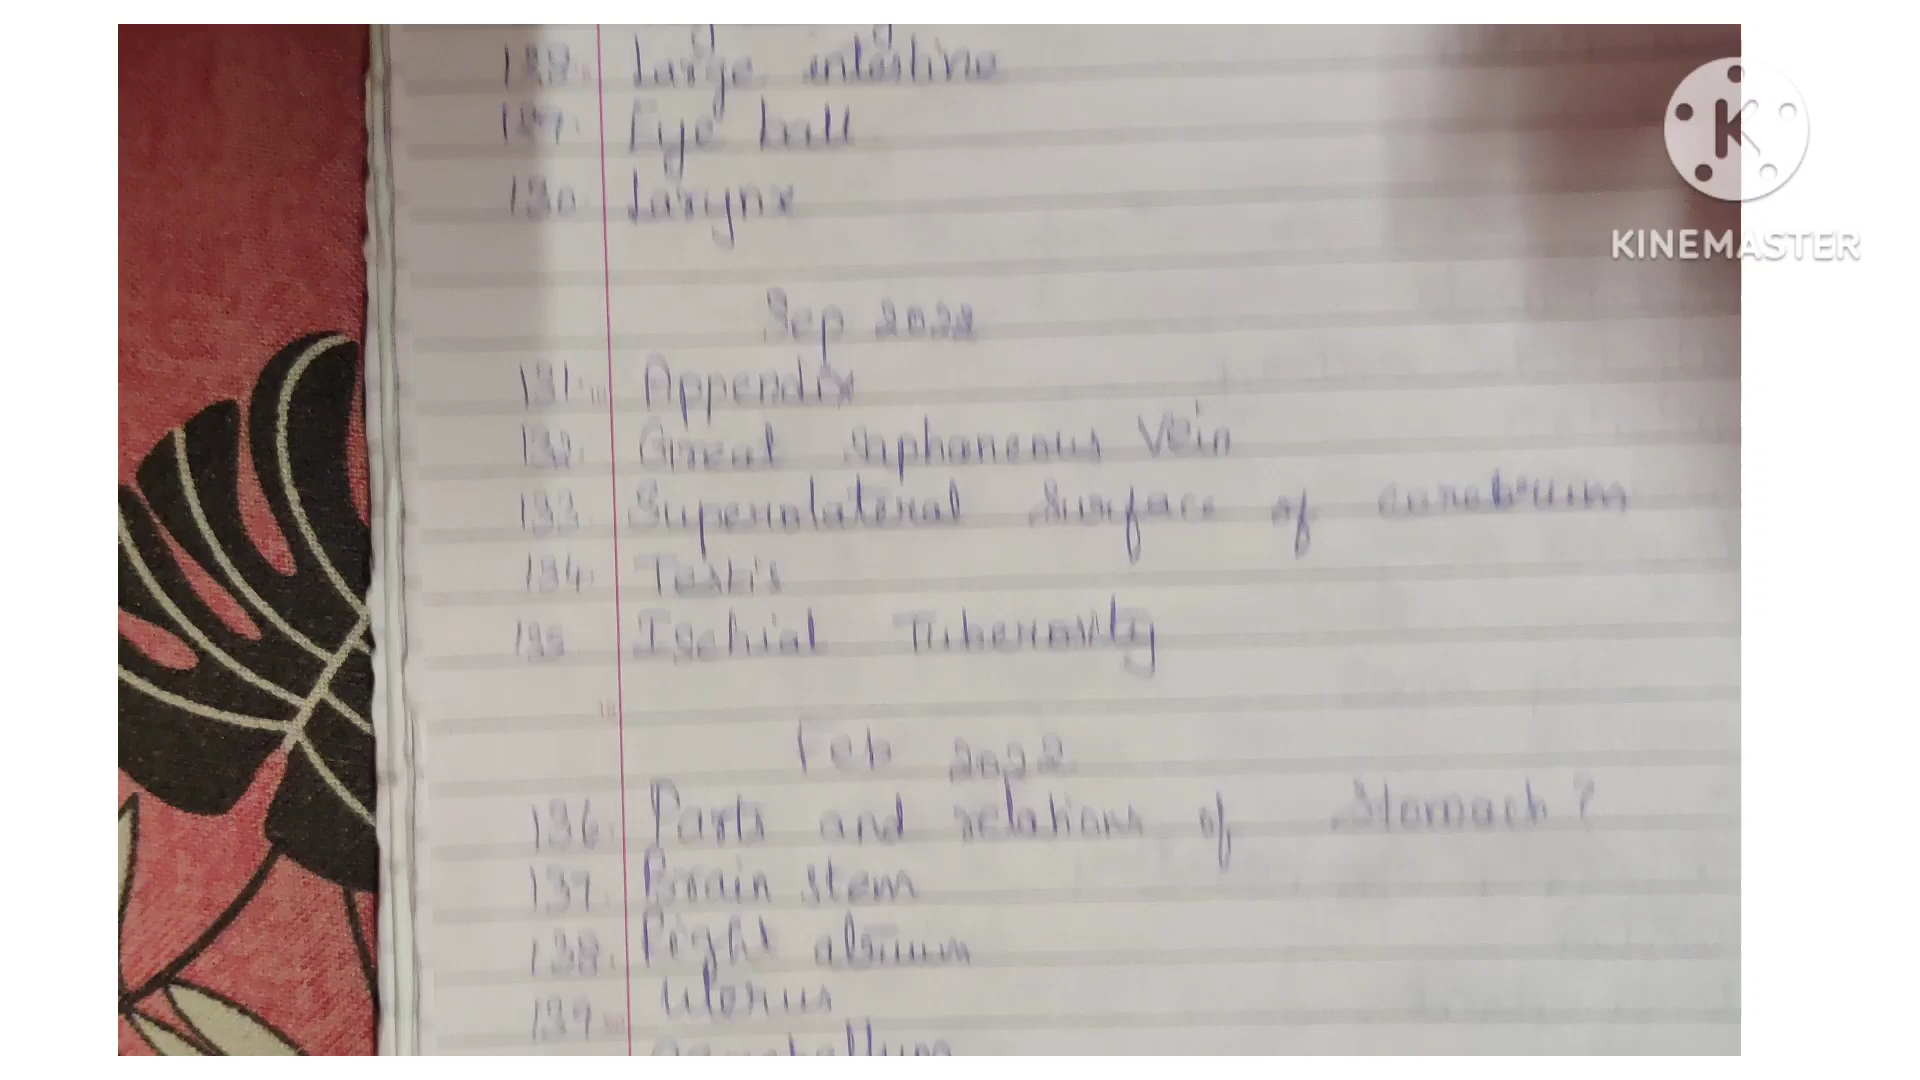 128. Large intestine
129. Eye ball
130. Larynx
Sep 2022
131. Appendix
132. Great saphaneous Vein
133. Superolateral Surface of cerebrum
134. Testis
135. Ischial Tuberosity
Feb 2022
136. Parts and relations of Stomach?
137. Brain stem
138. Right atrium
139. Uterus
Cerebellum
KINEMASTER